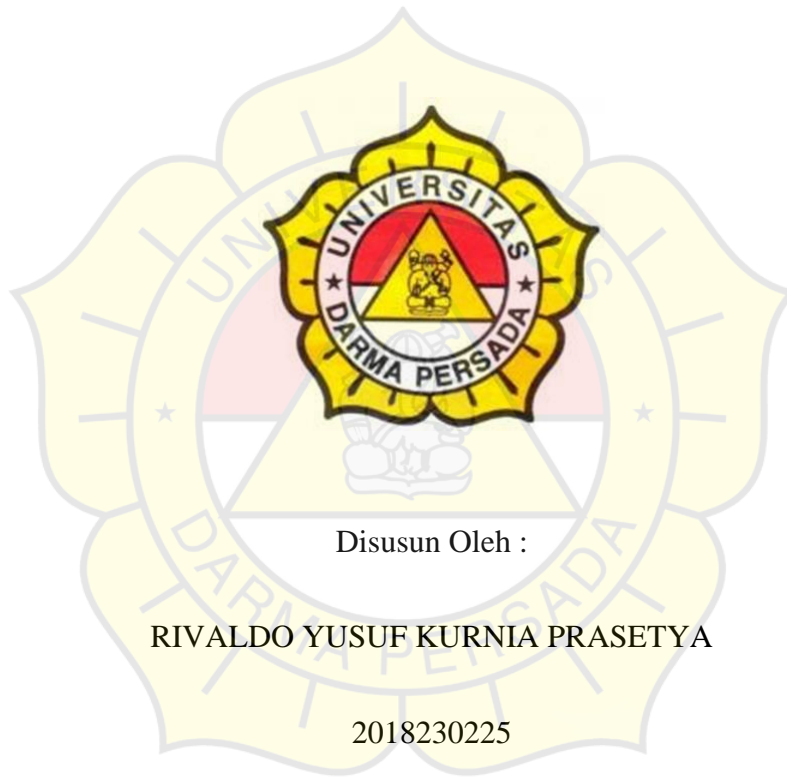 UNIVERSITAS
DARMA PERSADA
Disusun Oleh :
RIVALDO YUSUF KURNIA PRASETYA
2018230225